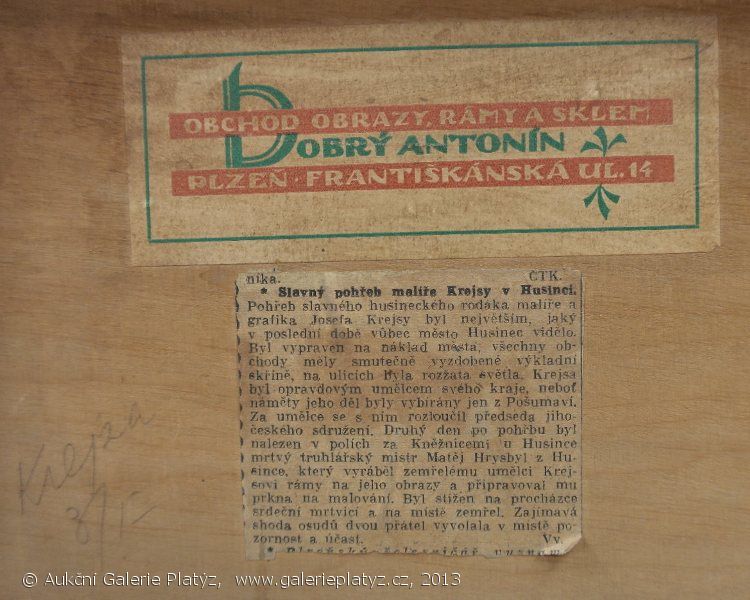 OBCHOD OBRAZY, RÁMY A SKLEM
DOBRÝ ANTONÍN
PLZEŇ · FRANTIŠKÁNSKÁ UL. 14
nika. ČTK.
* Slavný pohřeb malíře Krejsy v Husinci.
Pohřeb slavného husineckého rodáka malíře a
grafika Josefa Krejsy byl největším, jaký
v poslední době vůbec město Husinec vidělo.
Byl vypraven na náklad města, všechny ob-
chody měly smutečně vyzdobené výkladní
skříně, na ulicích byla rozžata světla. Krejsa
byl opravdovým umělcem svého kraje, neboť
náměty jeho děl byly vybírány jen z Pošumaví.
Za umělce se s ním rozloučil předseda jiho-
českého sdružení. Druhý den po pohřbu byl
nalezen v polích za Kněžnicemi u Husince
mrtvý truhlářský mistr Matěj Hrysbyl z Hu-
since, který vyráběl zemřelému umělci Krej-
sovi rámy na jeho obrazy a připravoval mu
prkna na malování. Byl stižen na procházce
srdeční mrtvicí a na místě zemřel. Zajímavá
shoda osudů dvou přátel vyvolala v místě po-
zornost a účast. Vy.
Krejsa
© Aukční Galerie Platýz, www.galerieplatyz.cz, 2013